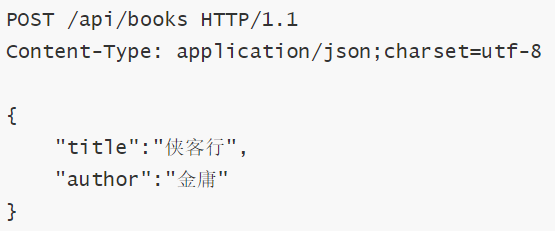 POST /api/books HTTP/1.1
Content-Type: application/json;charset=utf-8

{
    "title":"侠客行",
    "author":"金庸"
}